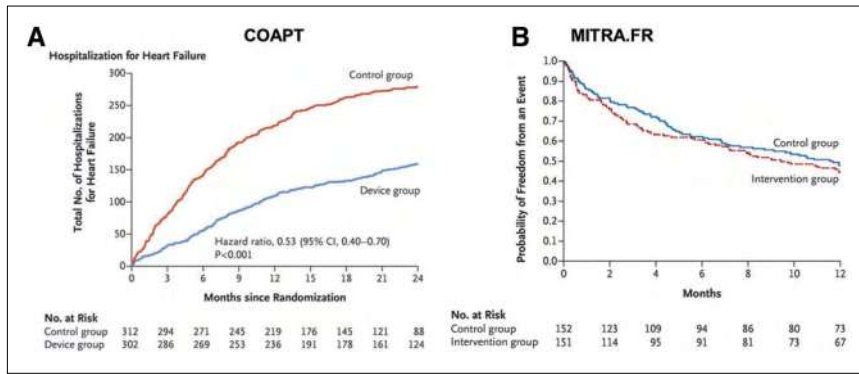 A COAPT
Hospitalization for Heart Failure
Total No. of Hospitalizations
for Heart Failure
300
250
200
150
100
50
0
Control group
Device group
Hazard ratio, 0.53 (95% CI, 0.40–0.70)
P<0.001
0 3 6 9 12 15 18 21 24
Months since Randomization
No. at Risk
Control group 312 294 271 245 219 176 145 121 88
Device group 302 286 269 253 236 191 178 161 124
B MITRA.FR
Probability of Freedom from an Event
1.0
0.9
0.8
0.7
0.6
0.5
0.4
0.3
0.2
0.1
0.0
Control group
Intervention group
0 2 4 6 8 10 12
Months
No. at Risk
Control group 152 123 109 94 86 80 73
Intervention group 151 114 95 91 81 73 67